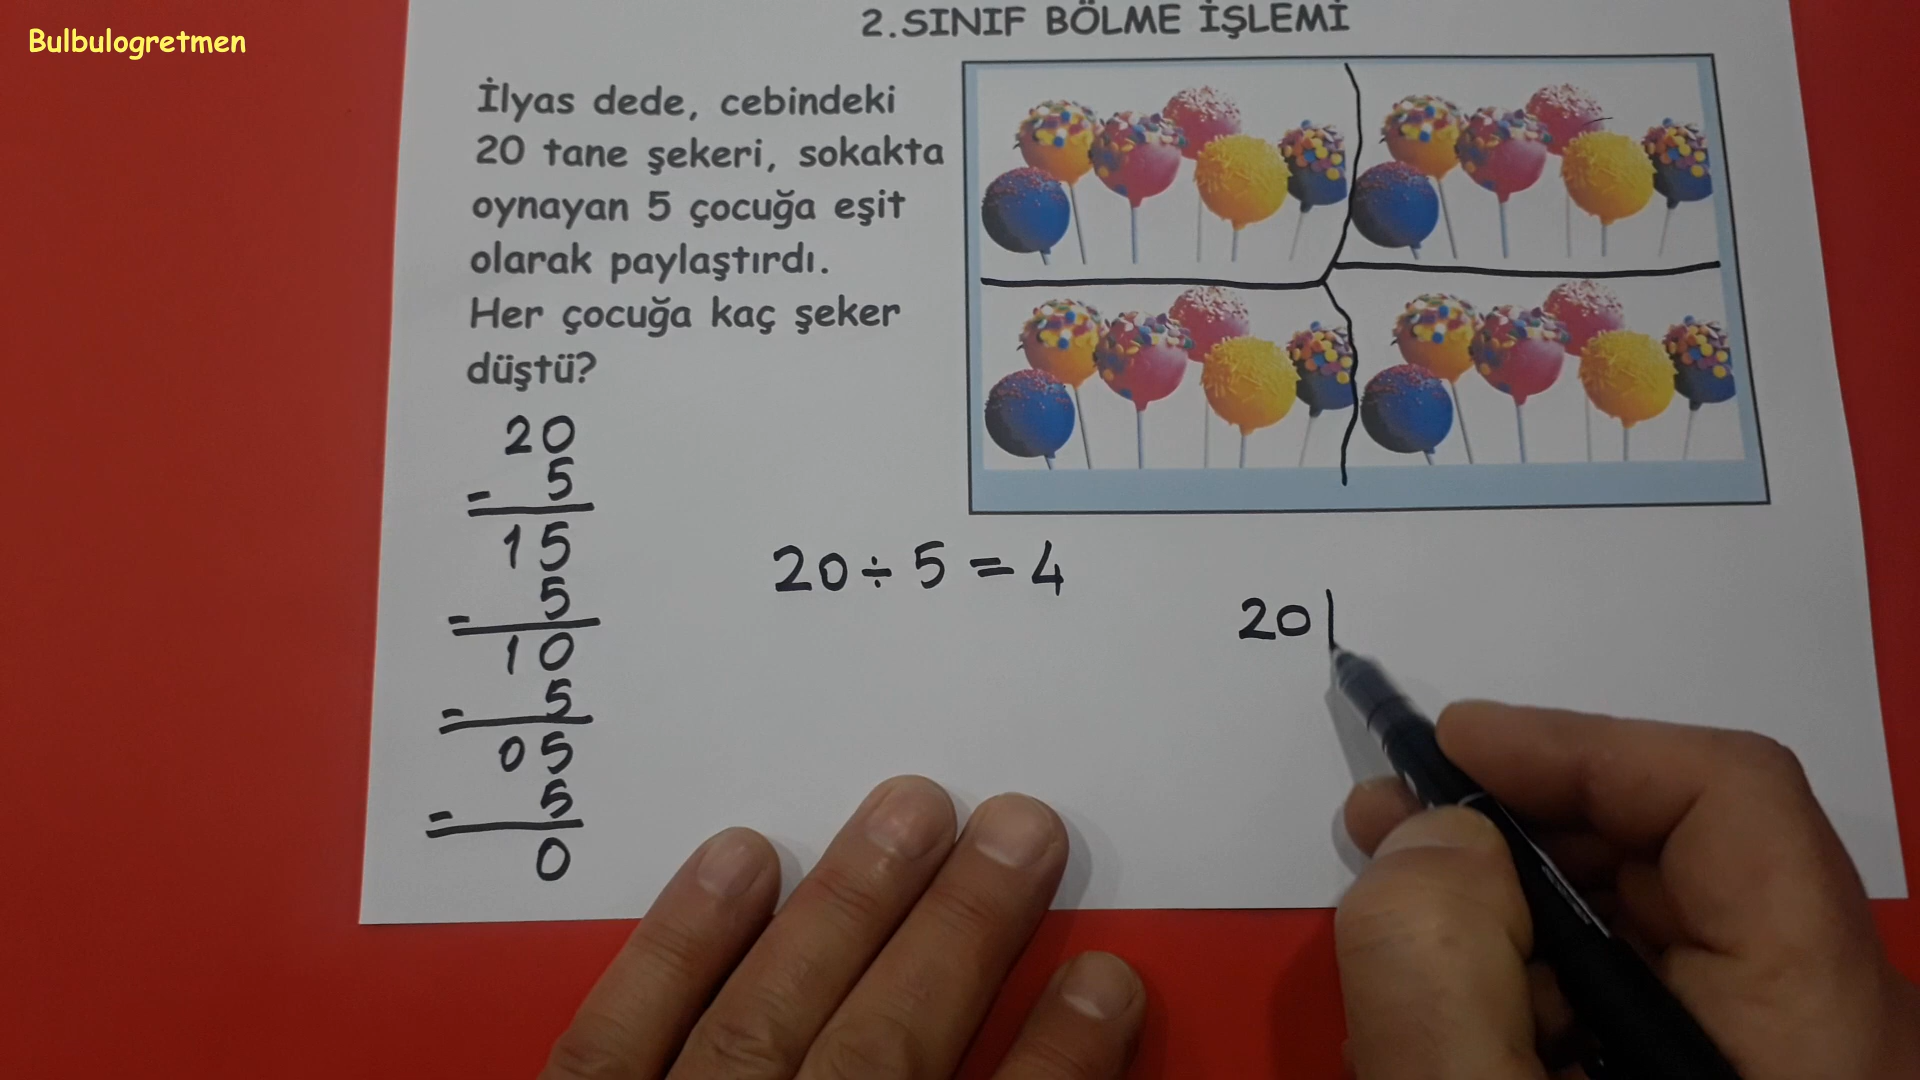 Bulbulogretmen
2.SINIF BÖLME İŞLEMİ
İlyas dede, cebindeki
20 tane şekeri, sokakta
oynayan 5 çocuğa eşit
olarak paylaştırdı.
Her çocuğa kaç şeker
düştü?
20
- 5
15
- 5
10
- 5
05
- 5
0
20 ÷ 5 = 4
20